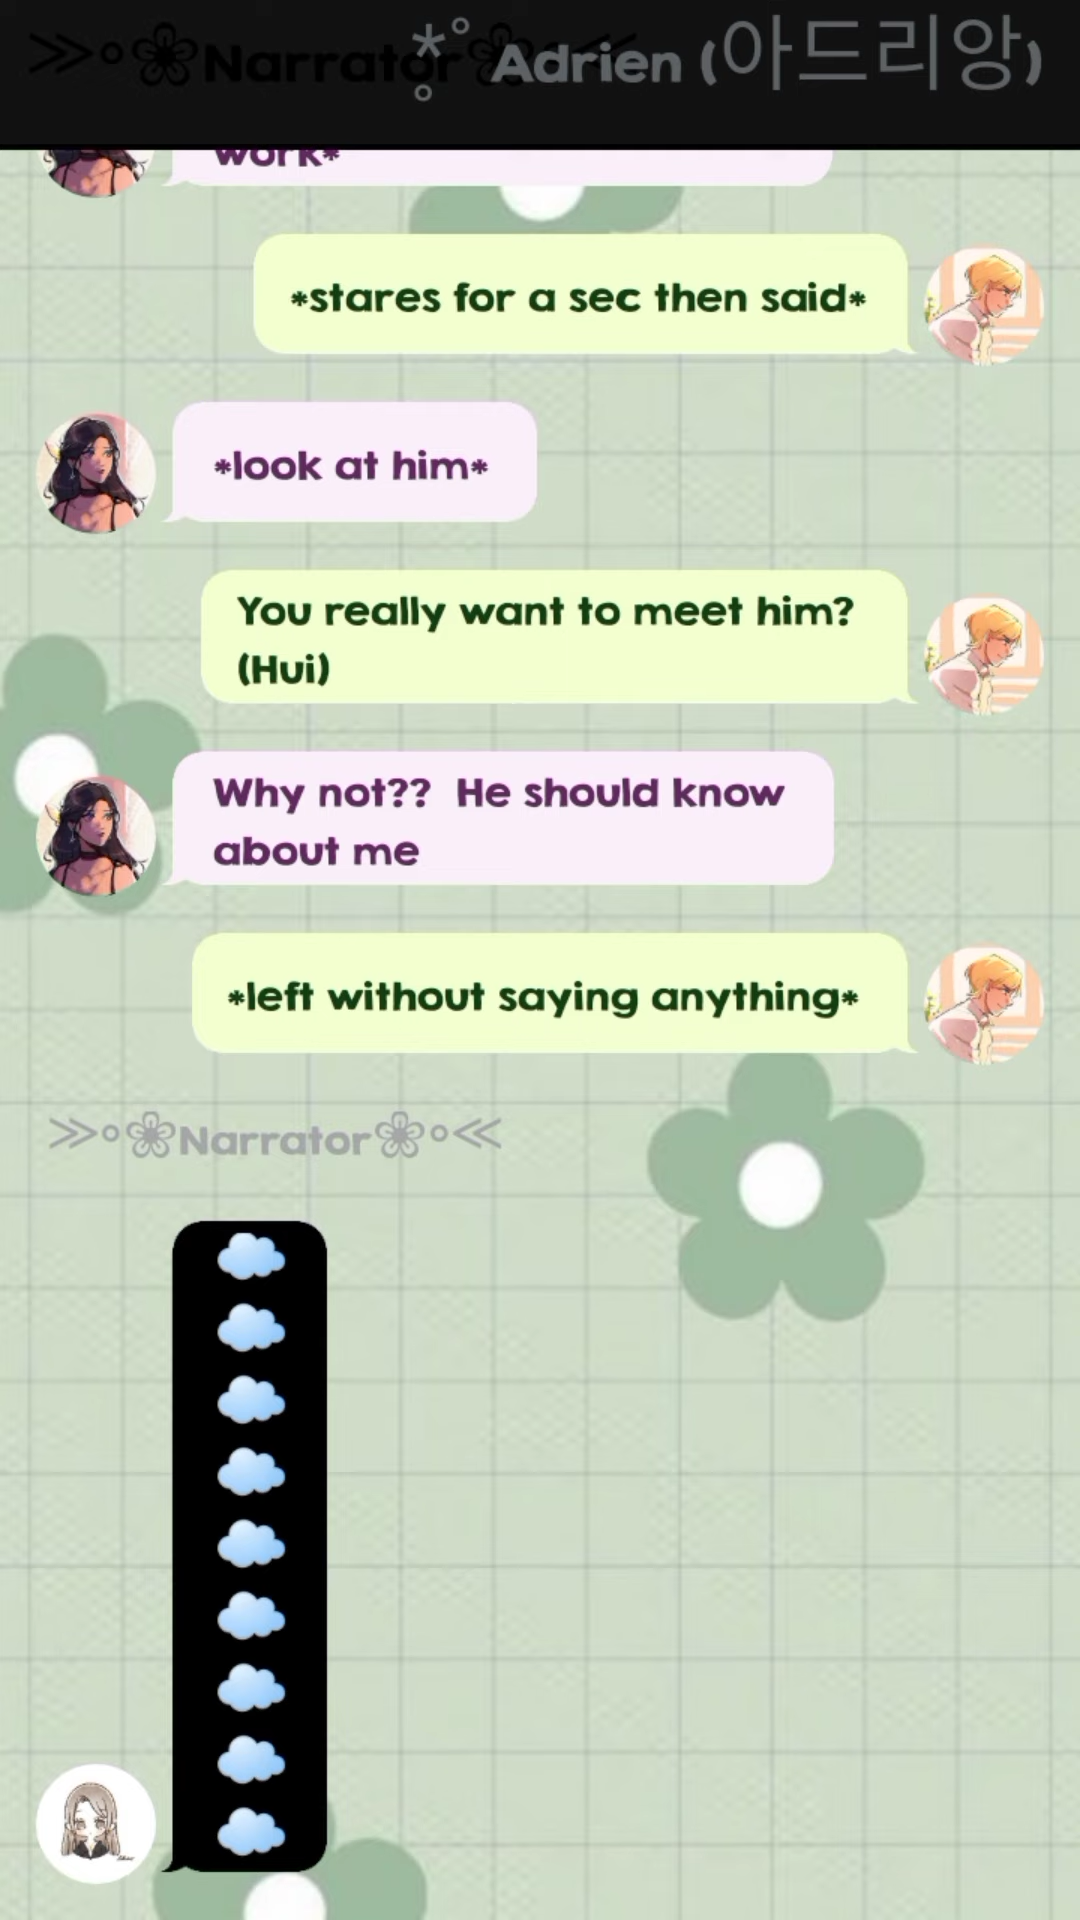 ≫∘❀Narrator❀∘≪
*˚。 Adrien (아드리앙)
work*
*stares for a sec then said*
*look at him*
You really want to meet him?
(Hui)
Why not?? He should know
about me
*left without saying anything*
≫∘❀Narrator❀∘≪
☁️
☁️
☁️
☁️
☁️
☁️
☁️
☁️
☁️